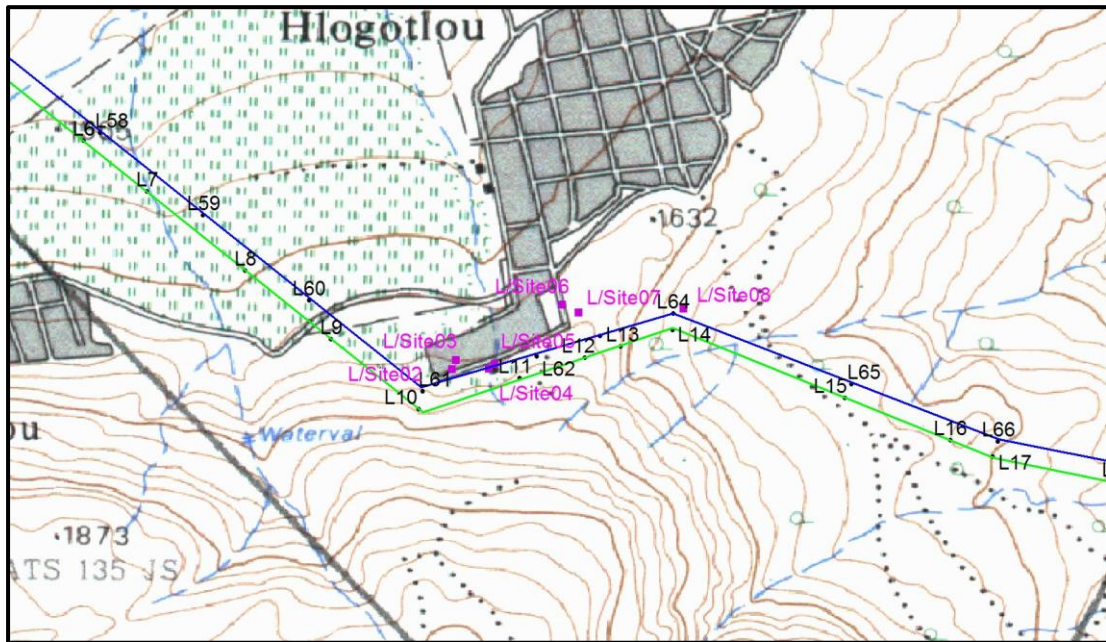 Hlogotlou
L6
L58
L7
L59
1632
L8
L60
L/Site06
L/Site07
L64
L/Site08
L9
L14
L/Site03
L/Site05
L12
L13
L11
L62
L/Site02
L61
L/Site04
L65
L15
L10
ou
Waterval
L16
L66
L17
1873
ATS 135 JS